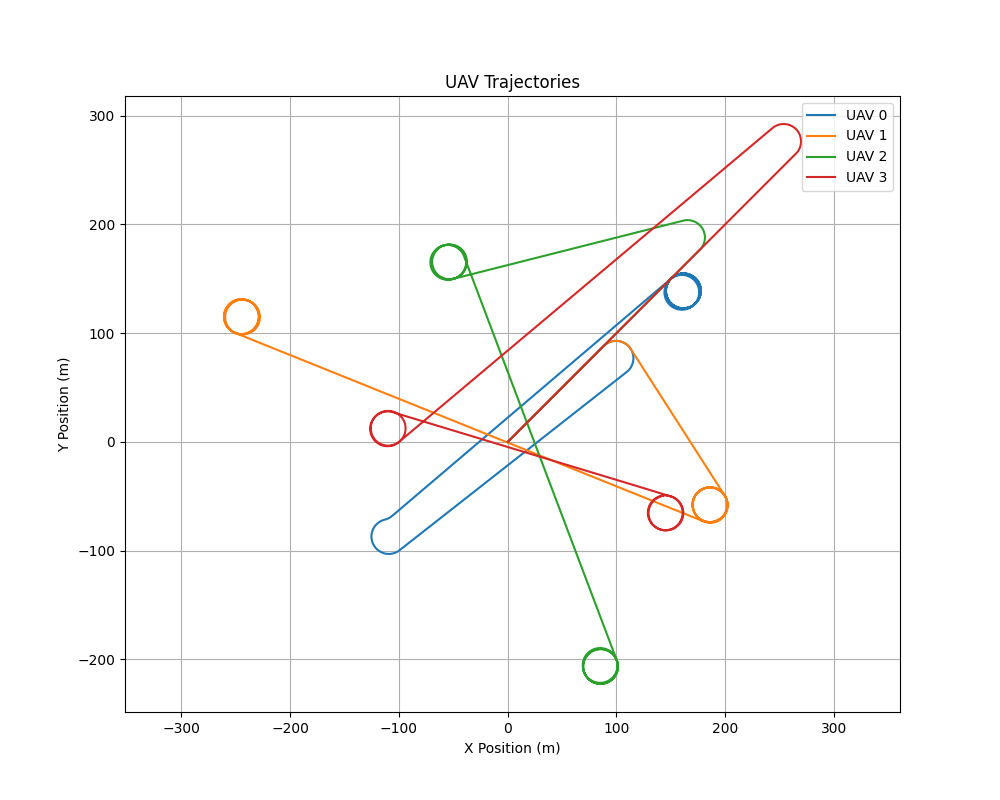 UAV Trajectories
UAV 0
UAV 1
UAV 2
UAV 3
300
200
100
0
−100
−200
Y Position (m)
−300
−200
−100
0
100
200
300
X Position (m)